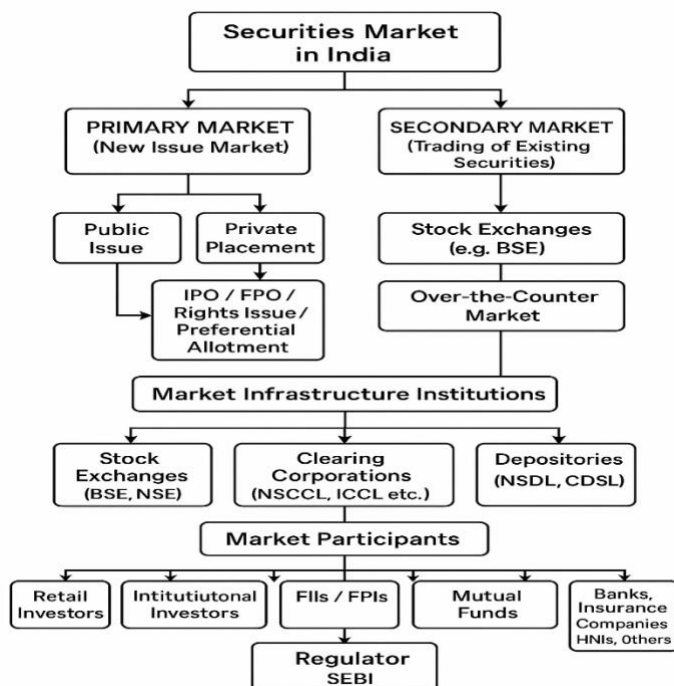 Securities Market
in India
PRIMARY MARKET
(New Issue Market)
SECONDARY MARKET
(Trading of Existing
Securities)
Public
Issue
Private
Placement
Stock Exchanges
(e.g. BSE)
IPO / FPO /
Rights Issue/
Preferential
Allotment
Over-the-Counter
Market
Market Infrastructure Institutions
Stock
Exchanges
(BSE, NSE)
Clearing
Corporations
(NSCCL, ICCL etc.)
Depositories
(NSDL, CDSL)
Market Participants
Retail
Investors
Intitiutuonal
Investors
FIIs / FPIs
Mutual
Funds
Banks,
Insurance
Companies
HNIs, Others
Regulator
SEBI